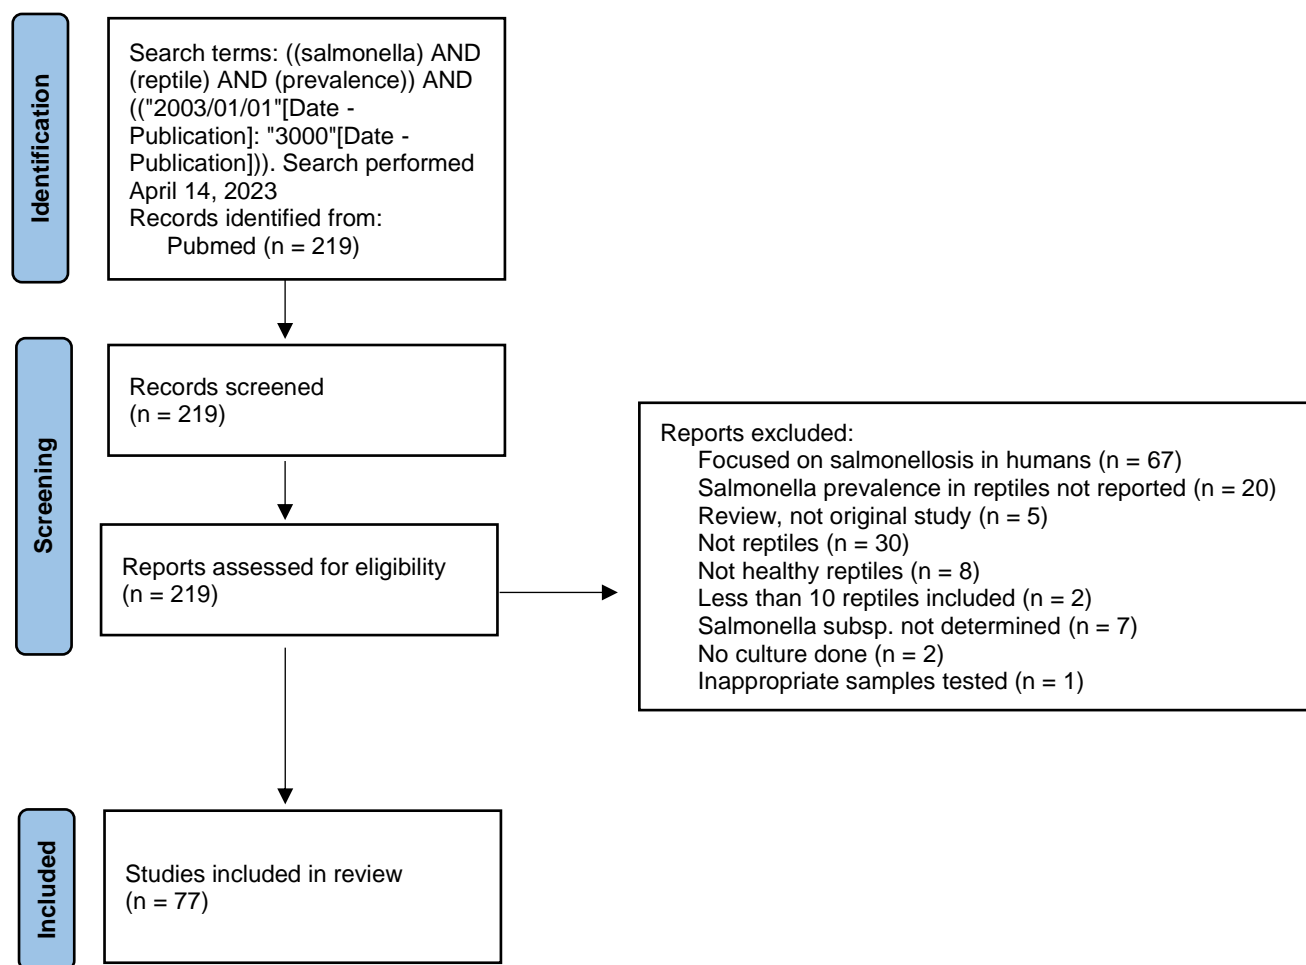 Identification
Search terms: ((salmonella) AND
(reptile) AND (prevalence)) AND
(("2003/01/01"[Date -
Publication]: "3000"[Date -
Publication])). Search performed
April 14, 2023
Records identified from:
Pubmed (n = 219)
Screening
Records screened
(n = 219)
Reports assessed for eligibility
(n = 219)
Reports excluded:
Focused on salmonellosis in humans (n = 67)
Salmonella prevalence in reptiles not reported (n = 20)
Review, not original study (n = 5)
Not reptiles (n = 30)
Not healthy reptiles (n = 8)
Less than 10 reptiles included (n = 2)
Salmonella subsp. not determined (n = 7)
No culture done (n = 2)
Inappropriate samples tested (n = 1)
Included
Studies included in review
(n = 77)